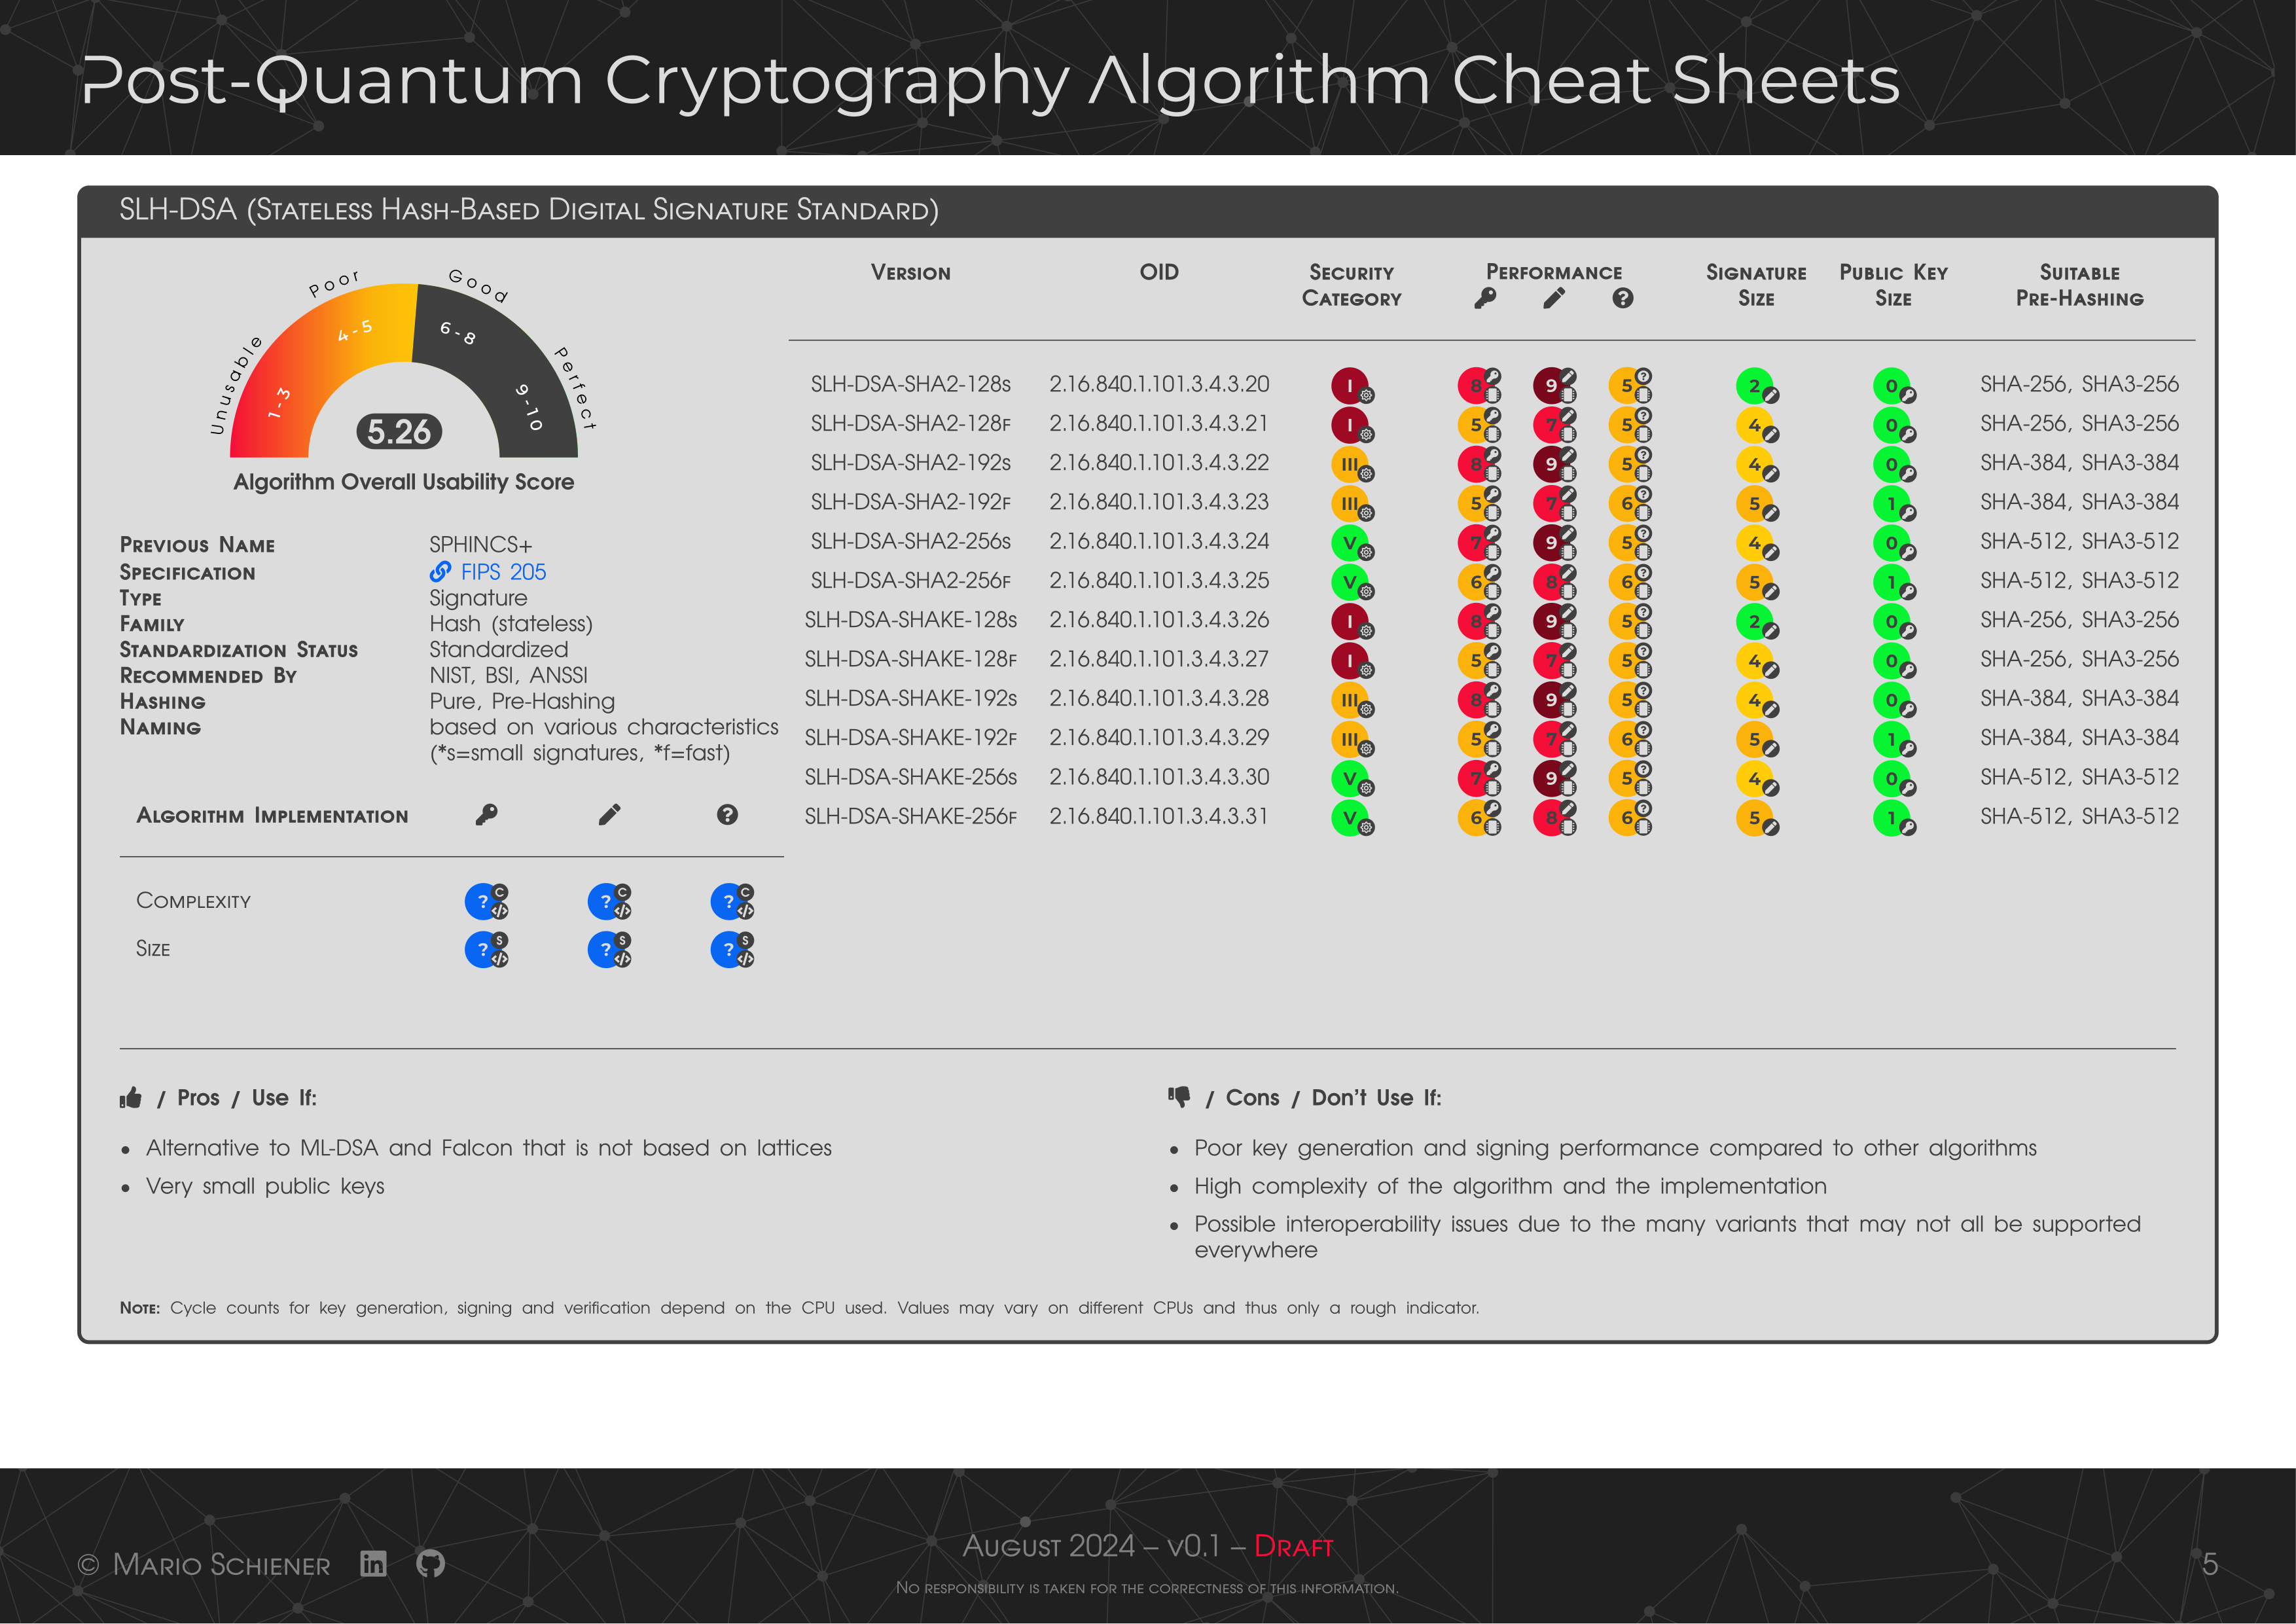 Post-Quantum Cryptography Algorithm Cheat Sheets
SLH-DSA (Stateless Hash-Based Digital Signature Standard)
Unusable
Poor
Good
Perfect
1-3
4-5
6-8
9-10
5.26
Algorithm Overall Usability Score
Previous Name SPHINCS+
Specification FIPS 205
Type Signature
Family Hash (stateless)
Standardization Status Standardized
Recommended By NIST, BSI, ANSSI
Hashing Pure, Pre-Hashing
Naming based on various characteristics
(*s=small signatures, *f=fast)
Algorithm Implementation ?
Complexity ? C </> ? C </> ? C </>
Size ? S </> ? S </> ? S </>
Version OID Security Category Performance Signature Size Public Key Size Suitable Pre-Hashing
?
SLH-DSA-SHA2-128s 2.16.840.1.101.3.4.3.20 I 8 9 5 ? 2 0 SHA-256, SHA3-256
SLH-DSA-SHA2-128f 2.16.840.1.101.3.4.3.21 I 5 7 5 ? 4 0 SHA-256, SHA3-256
SLH-DSA-SHA2-192s 2.16.840.1.101.3.4.3.22 III 8 9 5 ? 4 0 SHA-384, SHA3-384
SLH-DSA-SHA2-192f 2.16.840.1.101.3.4.3.23 III 5 7 6 ? 5 1 SHA-384, SHA3-384
SLH-DSA-SHA2-256s 2.16.840.1.101.3.4.3.24 V 7 9 5 ? 4 0 SHA-512, SHA3-512
SLH-DSA-SHA2-256f 2.16.840.1.101.3.4.3.25 V 6 8 6 ? 5 1 SHA-512, SHA3-512
SLH-DSA-SHAKE-128s 2.16.840.1.101.3.4.3.26 I 8 9 5 ? 2 0 SHA-256, SHA3-256
SLH-DSA-SHAKE-128f 2.16.840.1.101.3.4.3.27 I 5 7 5 ? 4 0 SHA-256, SHA3-256
SLH-DSA-SHAKE-192s 2.16.840.1.101.3.4.3.28 III 8 9 5 ? 4 0 SHA-384, SHA3-384
SLH-DSA-SHAKE-192f 2.16.840.1.101.3.4.3.29 III 5 7 6 ? 5 1 SHA-384, SHA3-384
SLH-DSA-SHAKE-256s 2.16.840.1.101.3.4.3.30 V 7 9 5 ? 4 0 SHA-512, SHA3-512
SLH-DSA-SHAKE-256f 2.16.840.1.101.3.4.3.31 V 6 8 6 ? 5 1 SHA-512, SHA3-512
/ Pros / Use If:
• Alternative to ML-DSA and Falcon that is not based on lattices
• Very small public keys
/ Cons / Don't Use If:
• Poor key generation and signing performance compared to other algorithms
• High complexity of the algorithm and the implementation
• Possible interoperability issues due to the many variants that may not all be supported
everywhere
Note: Cycle counts for key generation, signing and verification depend on the CPU used. Values may vary on different CPUs and thus only a rough indicator.
© Mario Schiener in
August 2024 – v0.1 – Draft
No responsibility is taken for the correctness of this information.
5